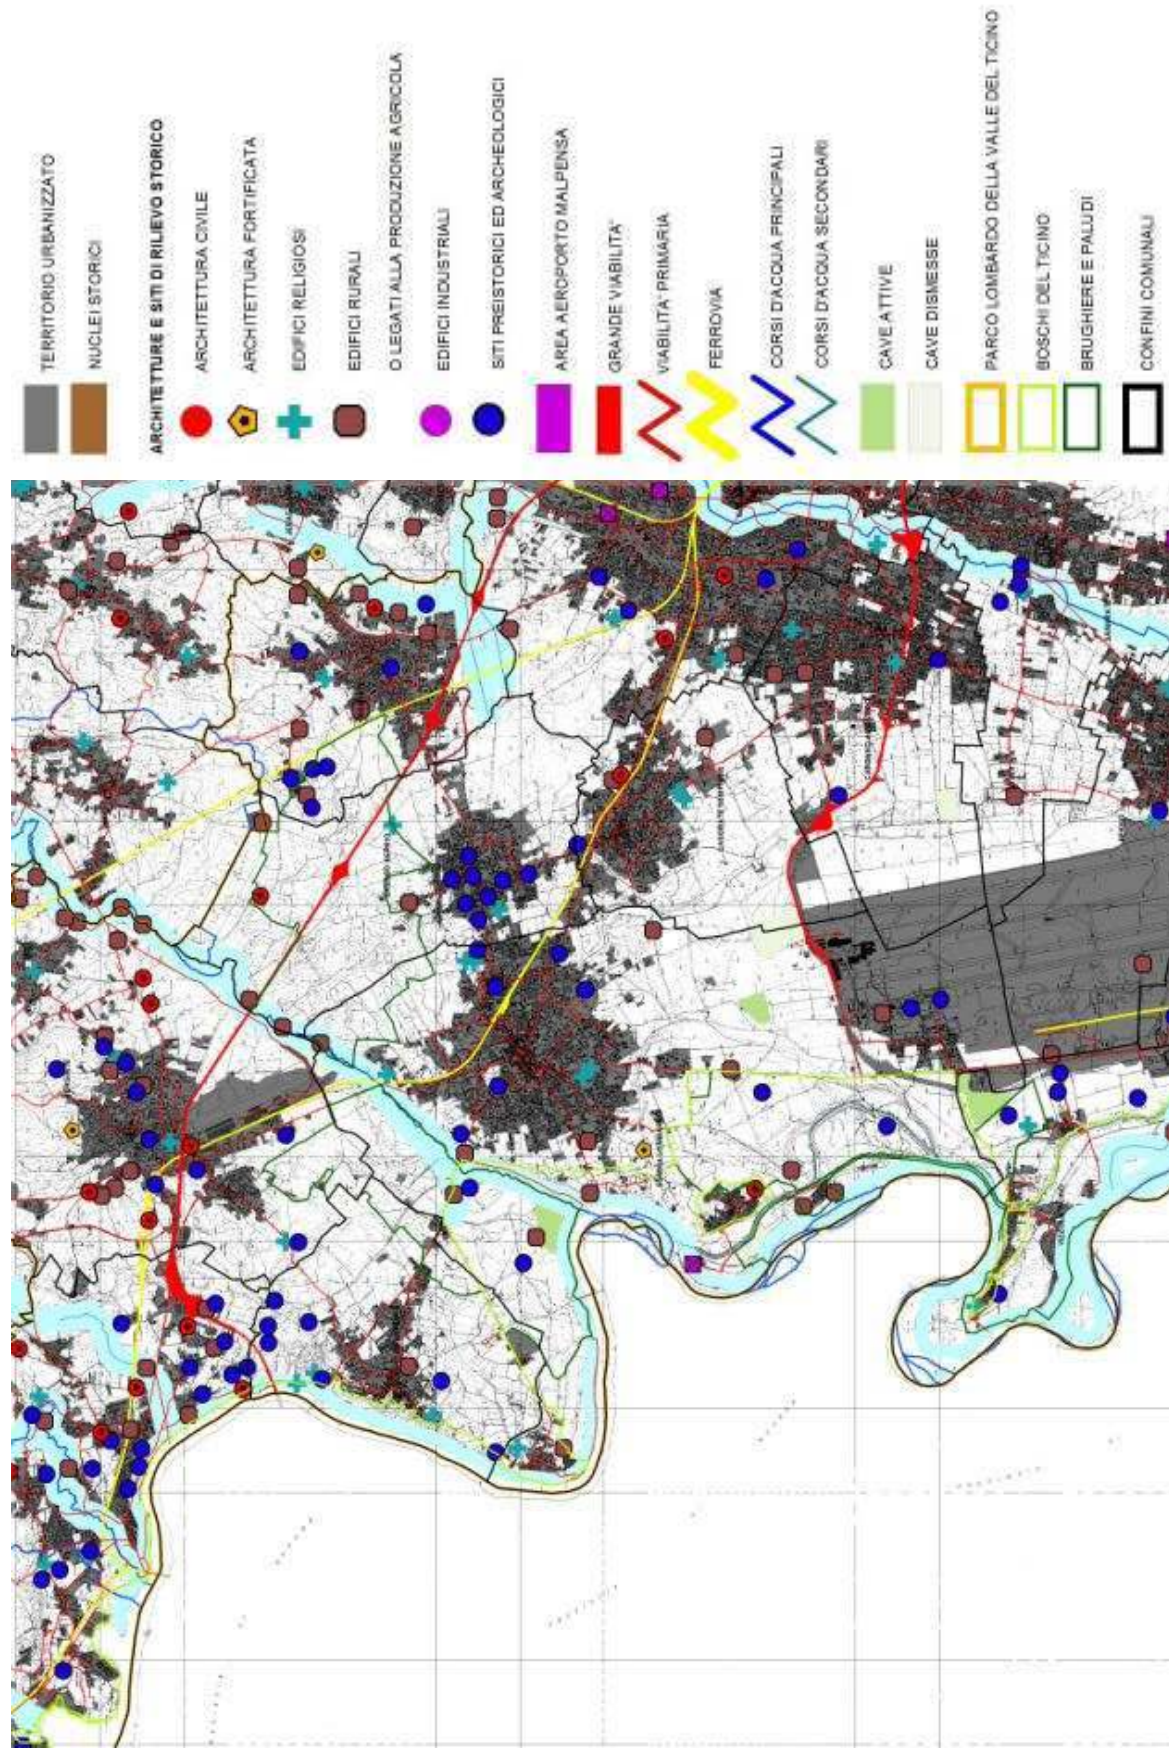 TERRITORIO URBANIZZATO
NUCLEI STORICI
ARCHITETTURE E SITI DI RILIEVO STORICO
ARCHITETTURA CIVILE
ARCHITETTURA FORTIFICATA
EDIFICI RELIGIOSI
EDIFICI RURALI
O LEGATI ALLA PRODUZIONE AGRICOLA
EDIFICI INDUSTRIALI
SITI PREISTORICI ED ARCHEOLOGICI
AREA AEROPORTO MALPENSA
GRANDE VIABILITA'
VIABILITA' PRIMARIA
FERROVIA
CORSI D'ACQUA PRINCIPALI
CORSI D'ACQUA SECONDARI
CAVE ATTIVE
CAVE DISMESSE
PARCO LOMBARDO DELLA VALLE DEL TICINO
BOSCHI DEL TICINO
BRUGHIERE E PALUDI
CONFINI COMUNALI